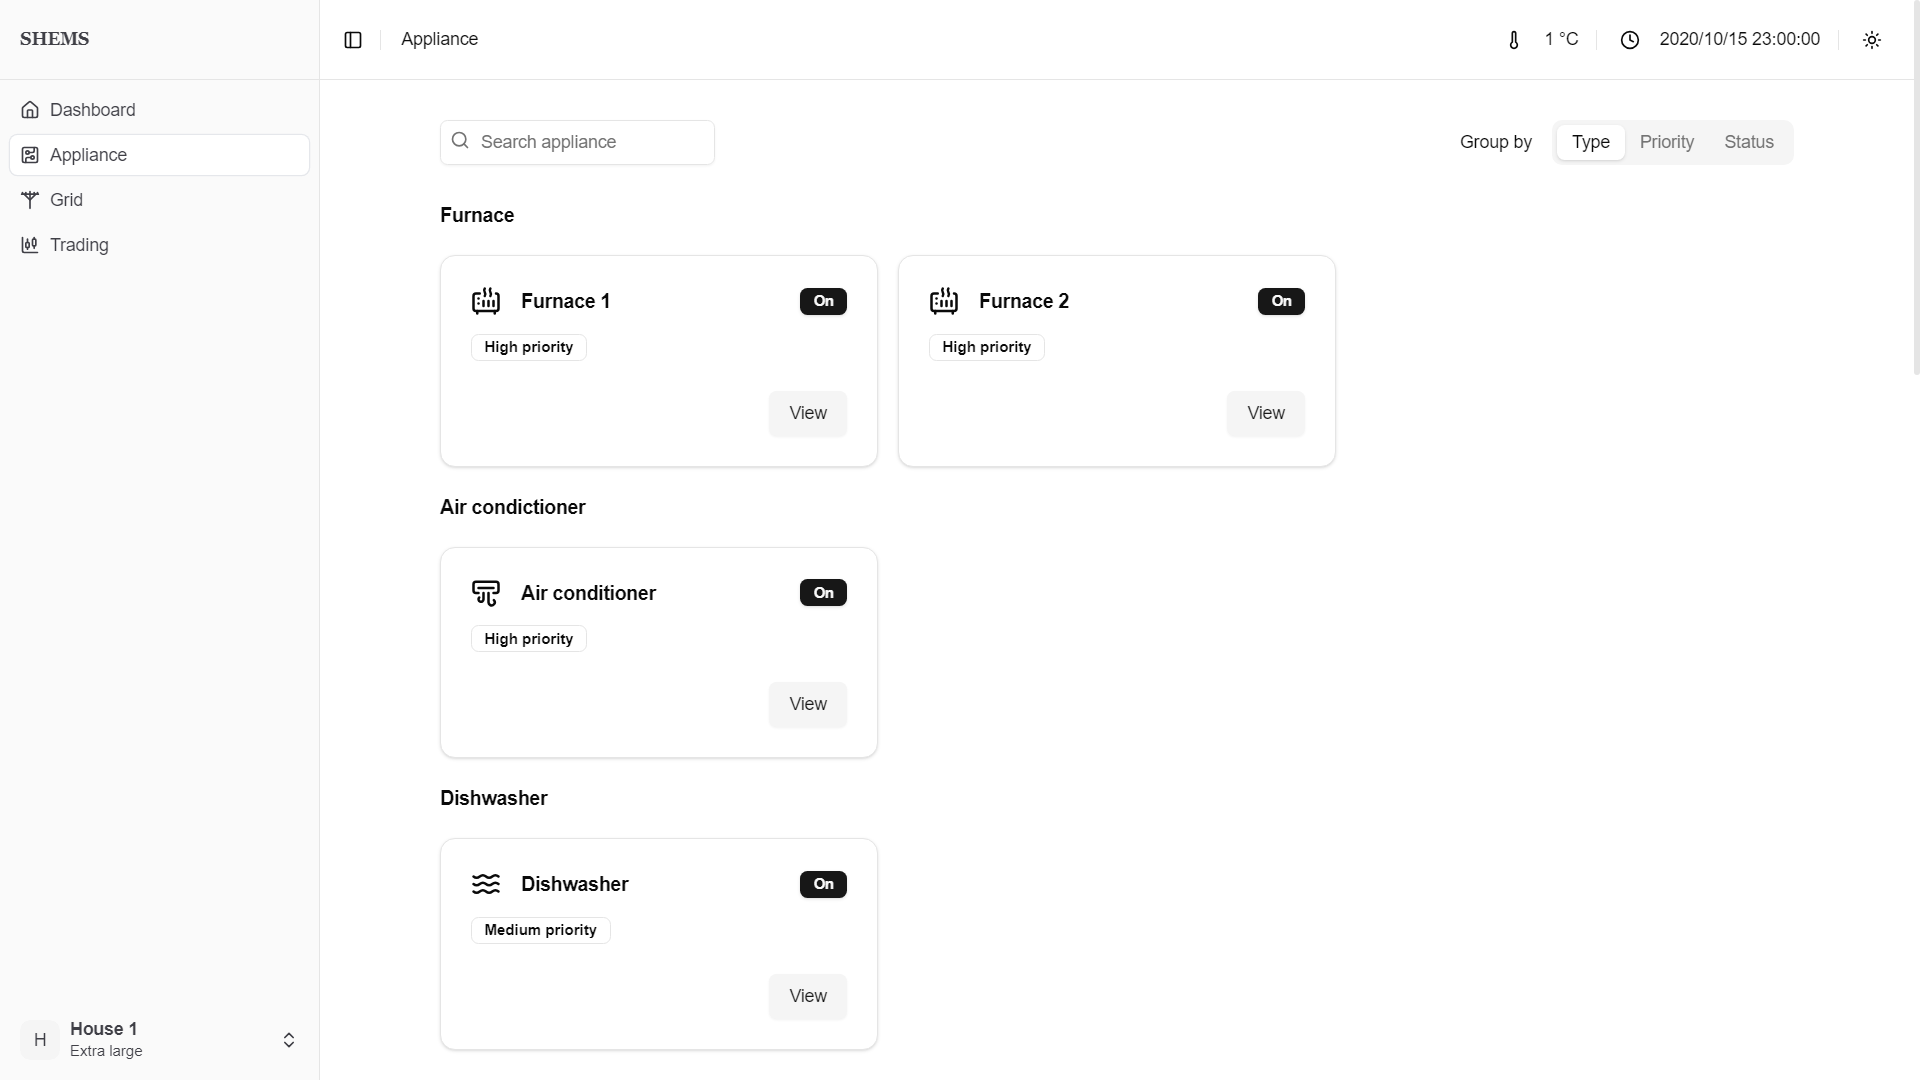 SHEMS
Appliance
1 °C
2020/10/15 23:00:00
Dashboard
Appliance
Grid
Trading
Search appliance
Group by
Type
Priority
Status
Furnace
Furnace 1
On
High priority
View
Furnace 2
On
High priority
View
Air condictioner
Air conditioner
On
High priority
View
Dishwasher
Dishwasher
On
Medium priority
View
H
House 1
Extra large